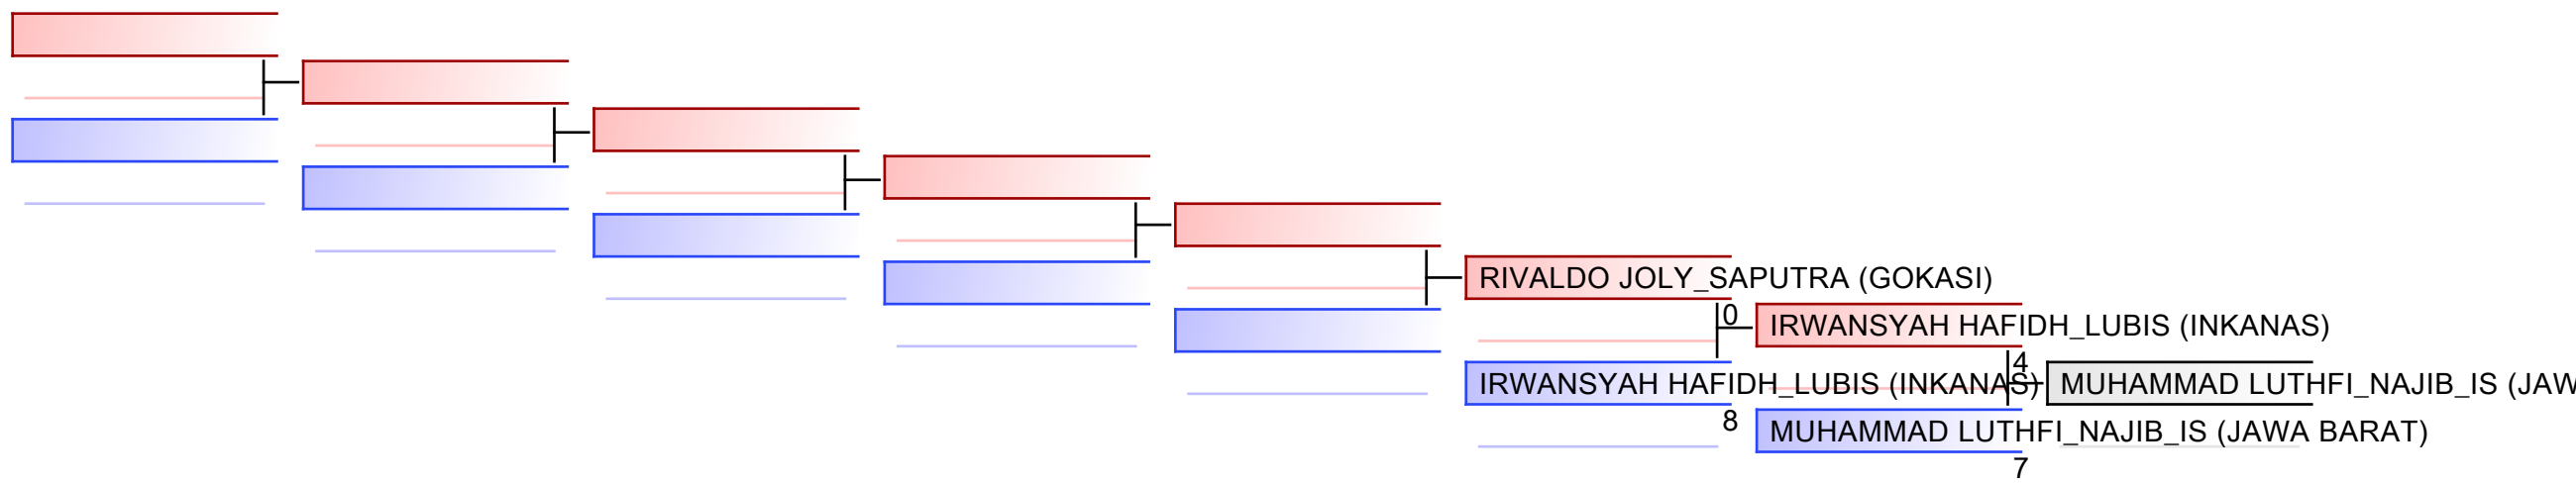 RIVALDO JOLY_SAPUTRA (GOKASI)
0
IRWANSYAH HAFIDH_LUBIS (INKANAS)
IRWANSYAH HAFIDH_LUBIS (INKANAS)
8
4
MUHAMMAD LUTHFI_NAJIB_IS (JAW
MUHAMMAD LUTHFI_NAJIB_IS (JAWA BARAT)
7